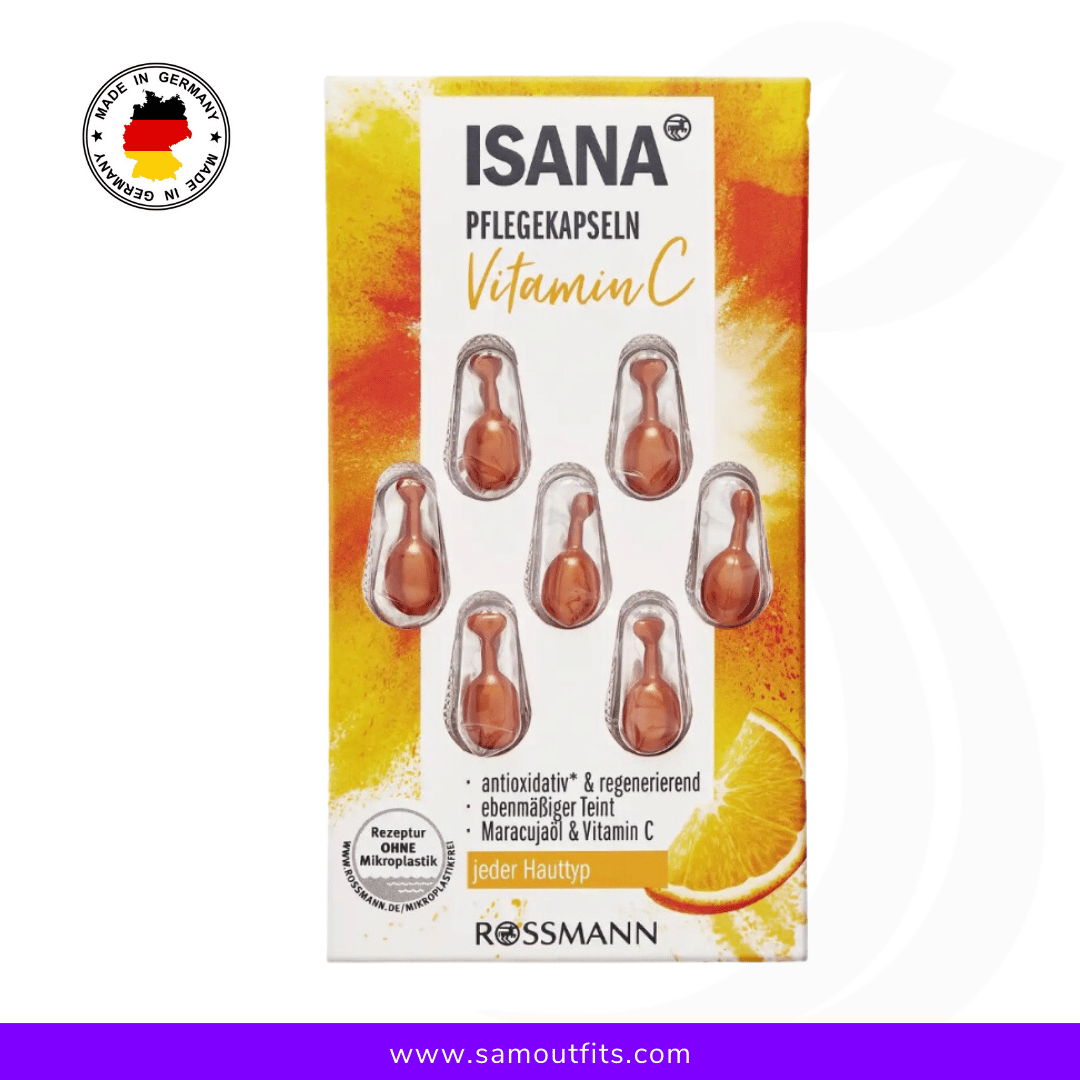 MADE IN GERMANY
MADE IN GERMANY
ISANA
PFLEGEKAPSELN
Vitamin C
· antioxidativ* & regenerierend
· ebenmäßiger Teint
· Maracujaöl & Vitamin C
jeder Hauttyp
Rezeptur
OHNE
Mikroplastik
WWW.ROSSMANN.DE/MIKROPLASTIKFREI
ROSSMANN
www.samoutfits.com